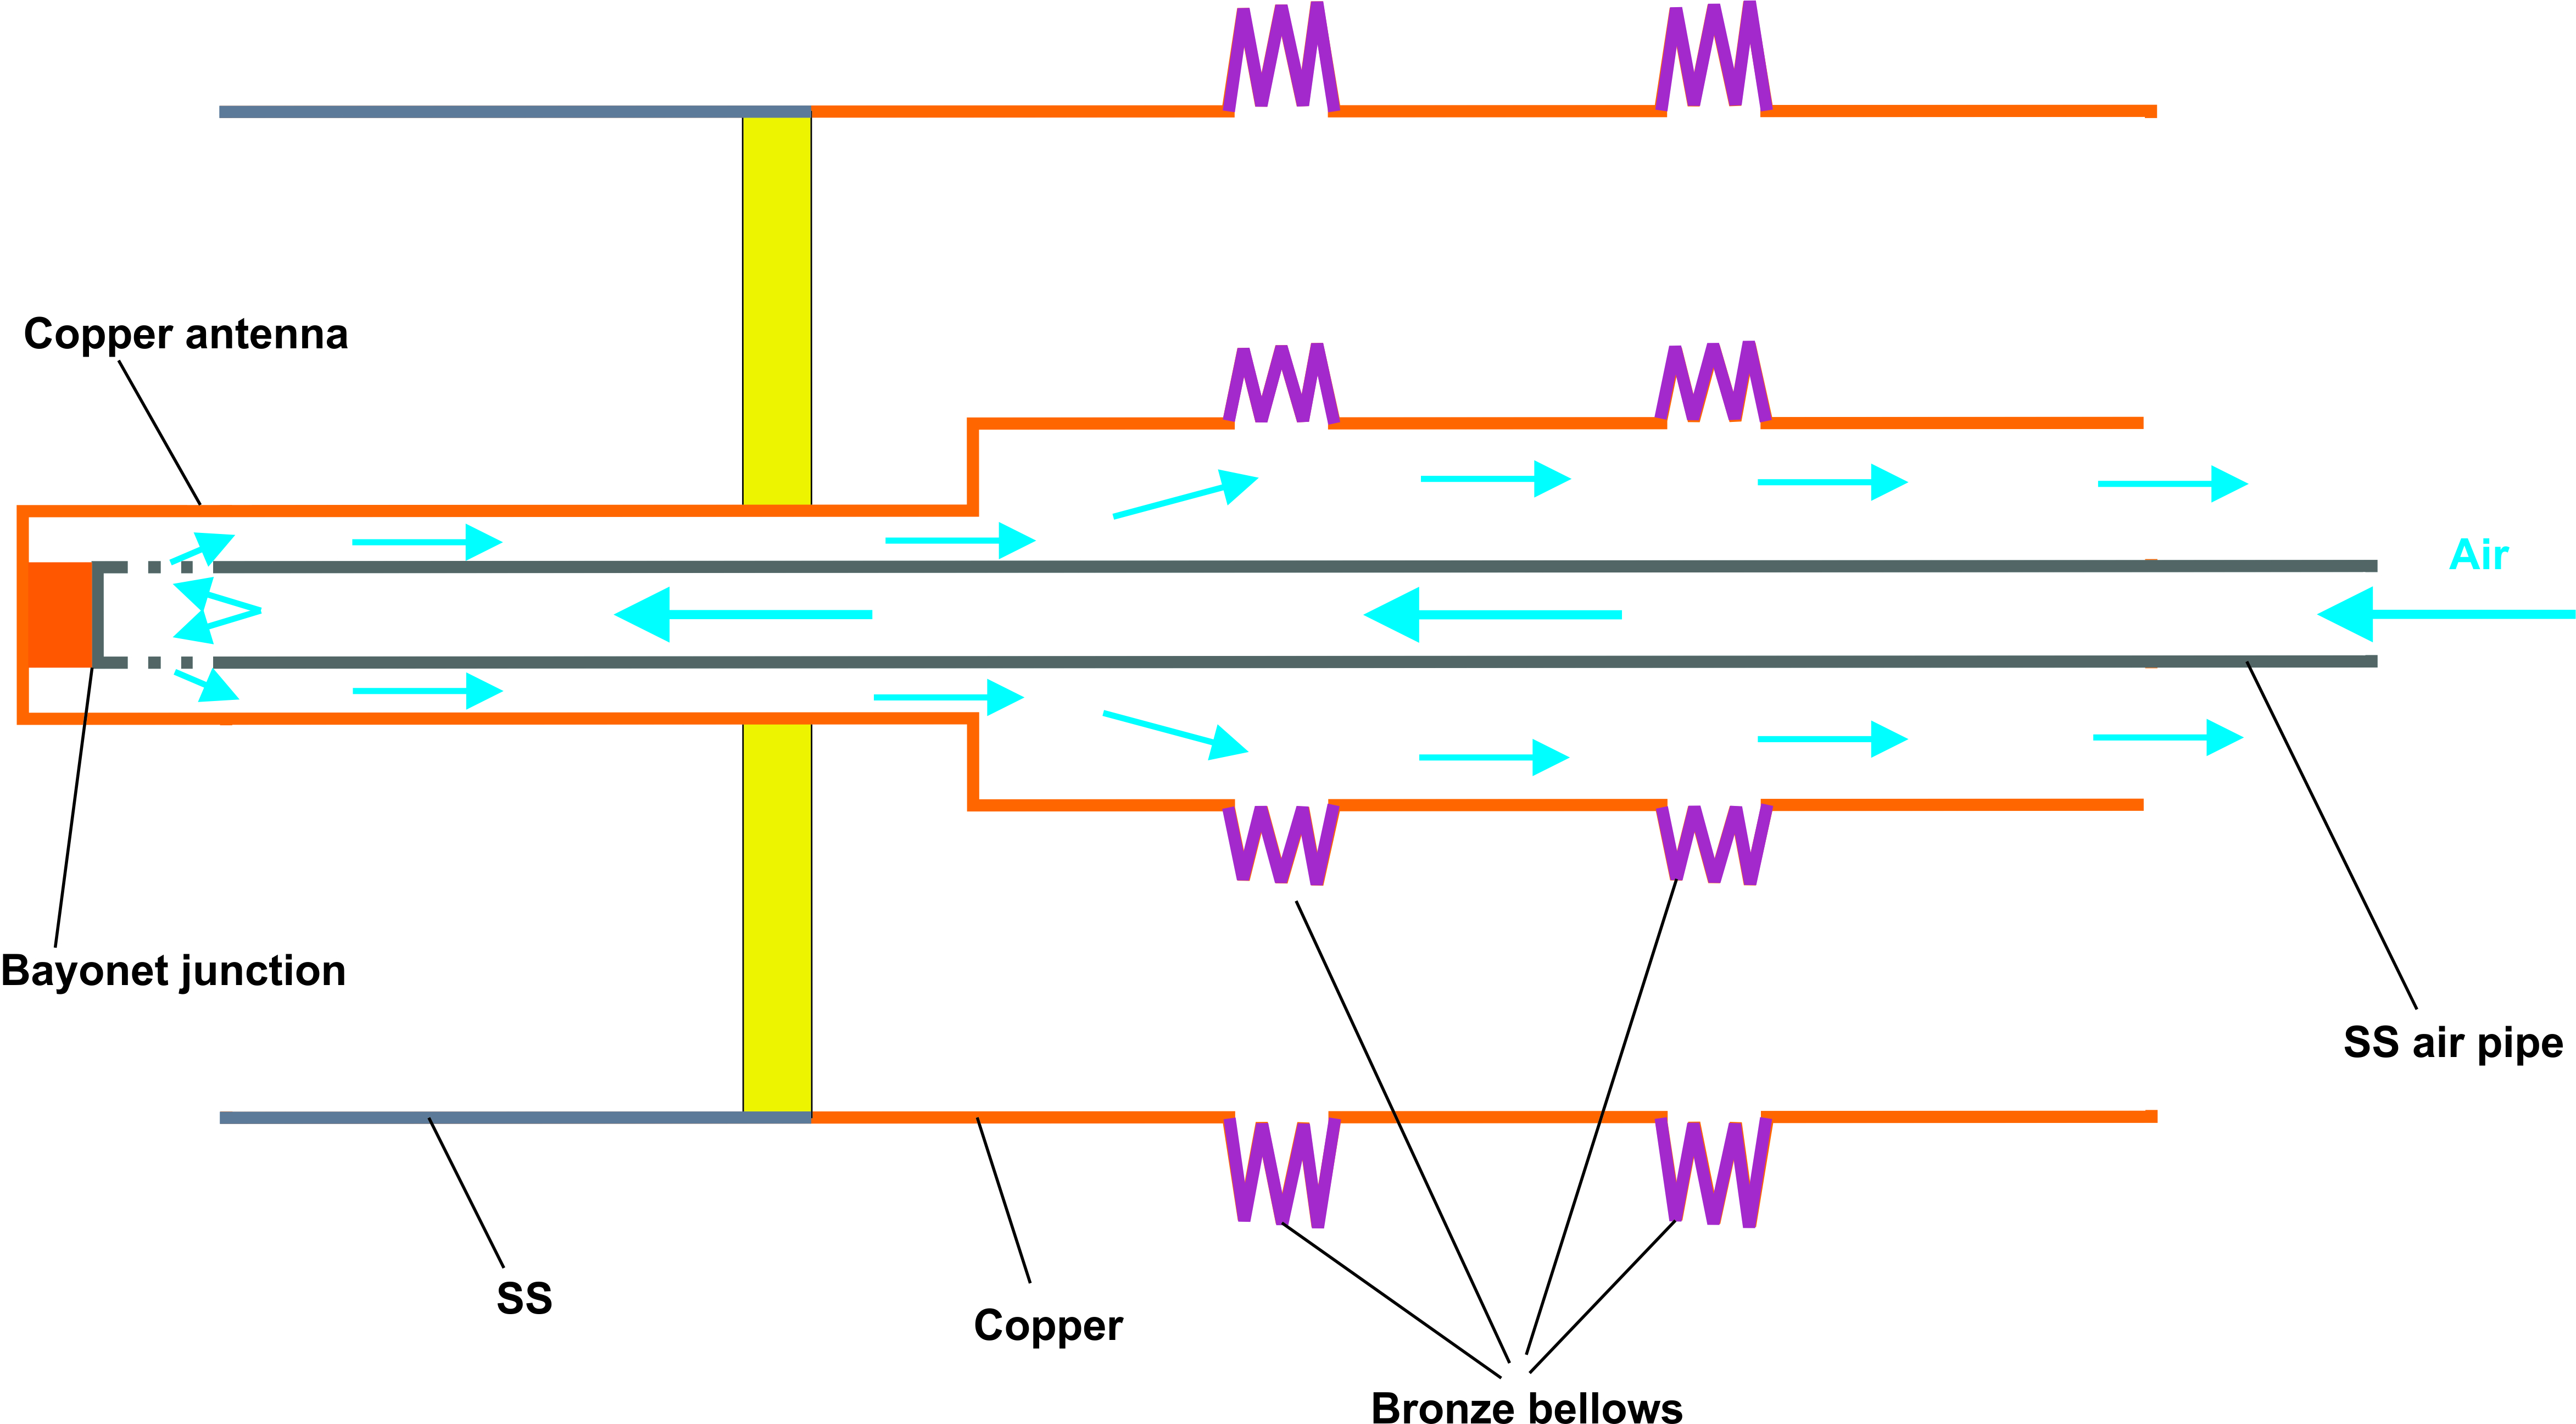 Copper antenna
Air
Bayonet junction
SS air pipe
SS
Copper
Bronze bellows